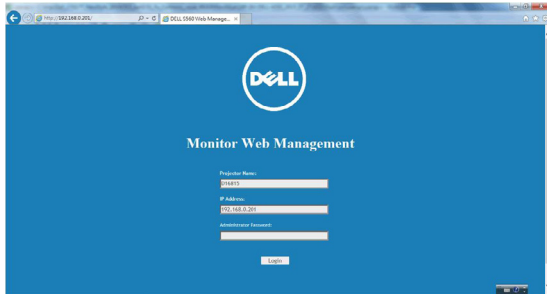 http://192.168.0.201/
DELL S560 Web Manage...
DELL
Monitor Web Management
Projector Name:
D16815
IP Address:
192.168.0.201
Administrator Password:
Login